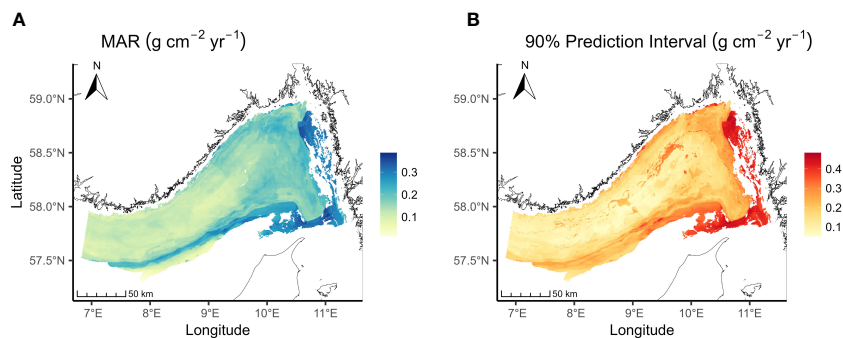 A
MAR (g cm⁻² yr⁻¹)
N
59.0°N
58.5°N
58.0°N
57.5°N
Latitude
50 km
7°E 8°E 9°E 10°E 11°E
Longitude
0.3
0.2
0.1
B
90% Prediction Interval (g cm⁻² yr⁻¹)
N
59.0°N
58.5°N
58.0°N
57.5°N
50 km
7°E 8°E 9°E 10°E 11°E
Longitude
0.4
0.3
0.2
0.1